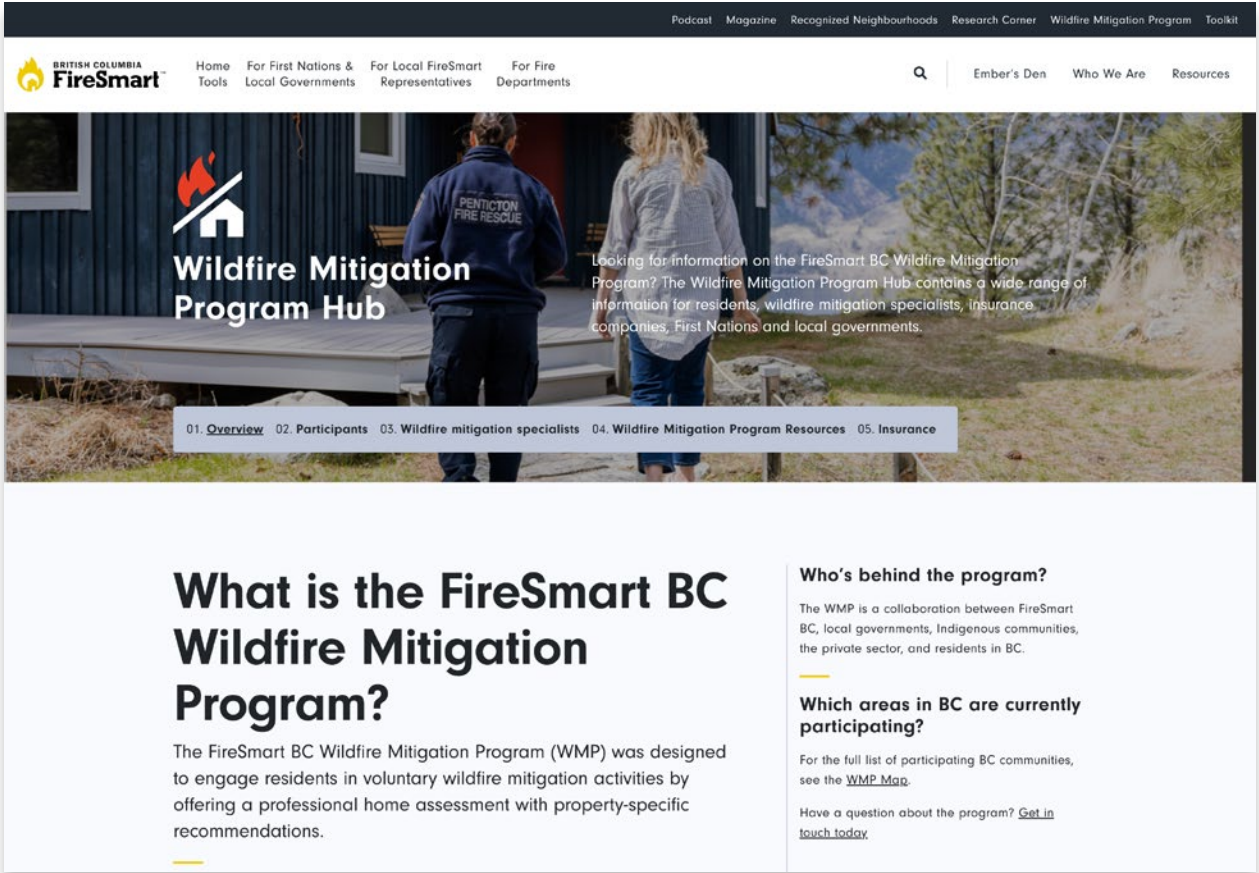 Podcast Magazine Recognized Neighbourhoods Research Corner Wildfire Mitigation Program Toolkit
BRITISH COLUMBIA
FireSmart™
Home Tools
For First Nations & Local Governments
For Local FireSmart Representatives
For Fire Departments
Ember's Den Who We Are Resources
PENTICTON
FIRE RESCUE
Wildfire Mitigation
Program Hub
Looking for information on the FireSmart BC Wildfire Mitigation
Program? The Wildfire Mitigation Program Hub contains a wide range of
information for residents, wildfire mitigation specialists, insurance
companies, First Nations and local governments.
01. Overview 02. Participants 03. Wildfire mitigation specialists 04. Wildfire Mitigation Program Resources 05. Insurance
What is the FireSmart BC
Wildfire Mitigation
Program?
The FireSmart BC Wildfire Mitigation Program (WMP) was designed
to engage residents in voluntary wildfire mitigation activities by
offering a professional home assessment with property-specific
recommendations.
Who's behind the program?
The WMP is a collaboration between FireSmart
BC, local governments, Indigenous communities,
the private sector, and residents in BC.
Which areas in BC are currently
participating?
For the full list of participating BC communities,
see the WMP Map.
Have a question about the program? Get in
touch today